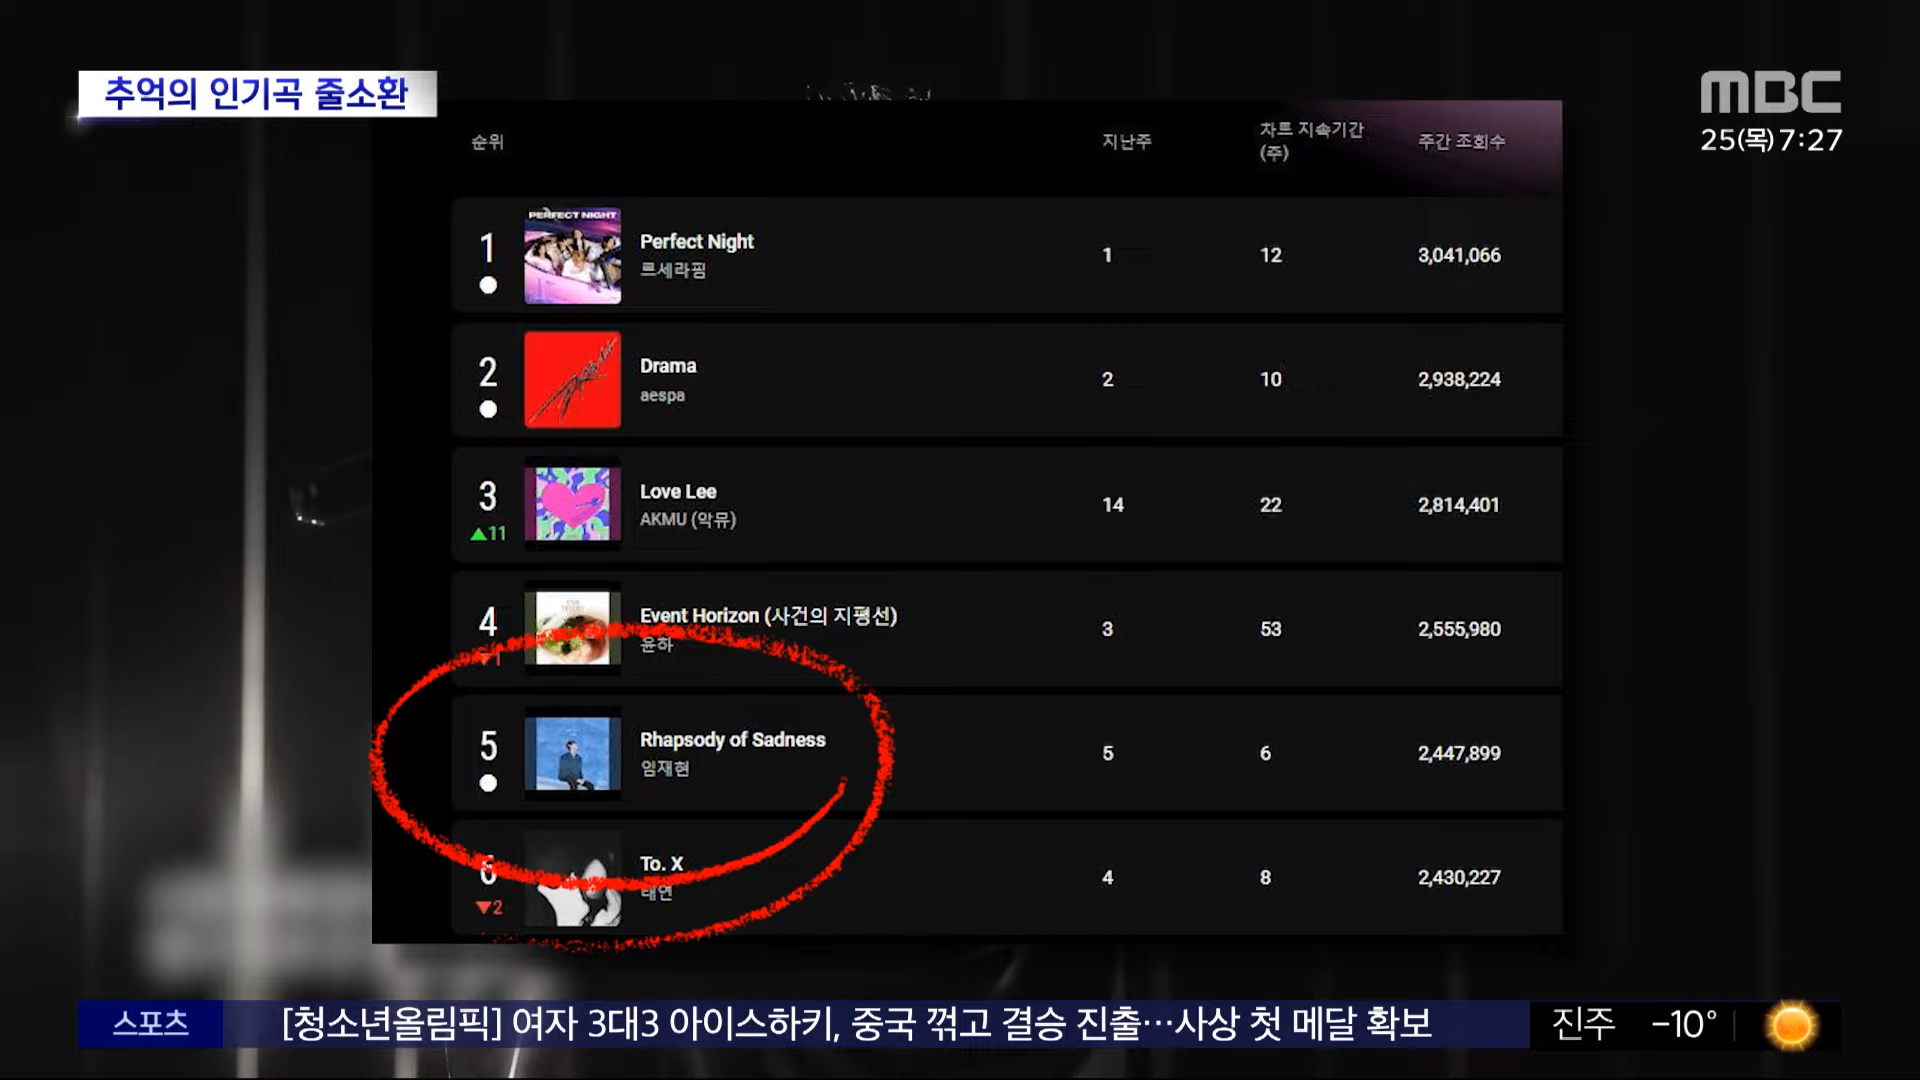 추억의 인기곡 줄소환
MBC
25(목) 7:27
순위 지난주 차트 지속기간 (주) 주간 조회수
1 PERFECT NIGHT Perfect Night 1 12 3,041,066
르세라핌
2 Drama 2 10 2,938,224
aespa
3 Love Lee 14 22 2,814,401
▲11 AKMU (악뮤)
4 Event Horizon (사건의 지평선) 3 53 2,555,980
▼1 윤하
5 Rhapsody of Sadness 5 6 2,447,899
임재현
6 To. X 4 8 2,430,227
▼2 태연
스포츠 [청소년올림픽] 여자 3대3 아이스하키, 중국 꺾고 결승 진출…사상 첫 메달 확보 진주 -10°